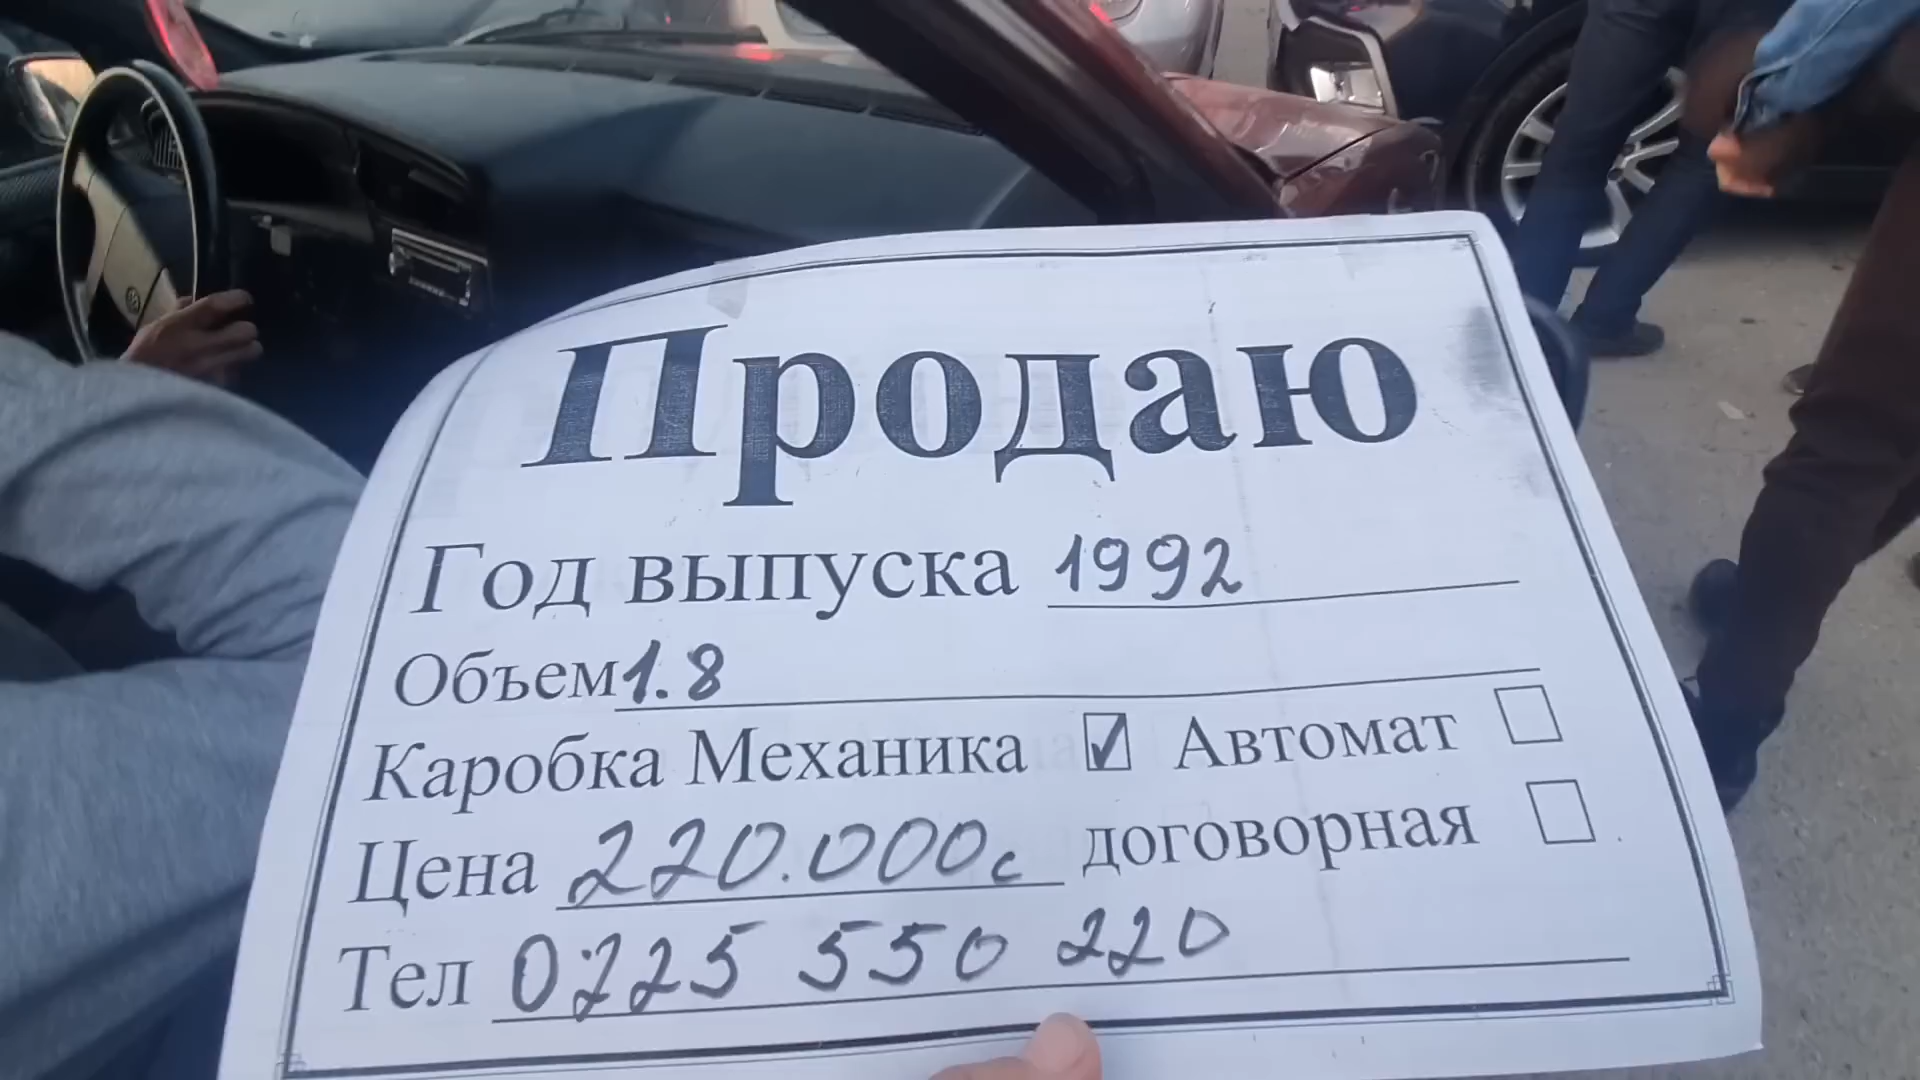 Продаю
Год выпуска 1992
Объем 1.8
Каробка Механика ☑ Автомат ☐
Цена 220.000с договорная ☐
Тел 0225 550 220